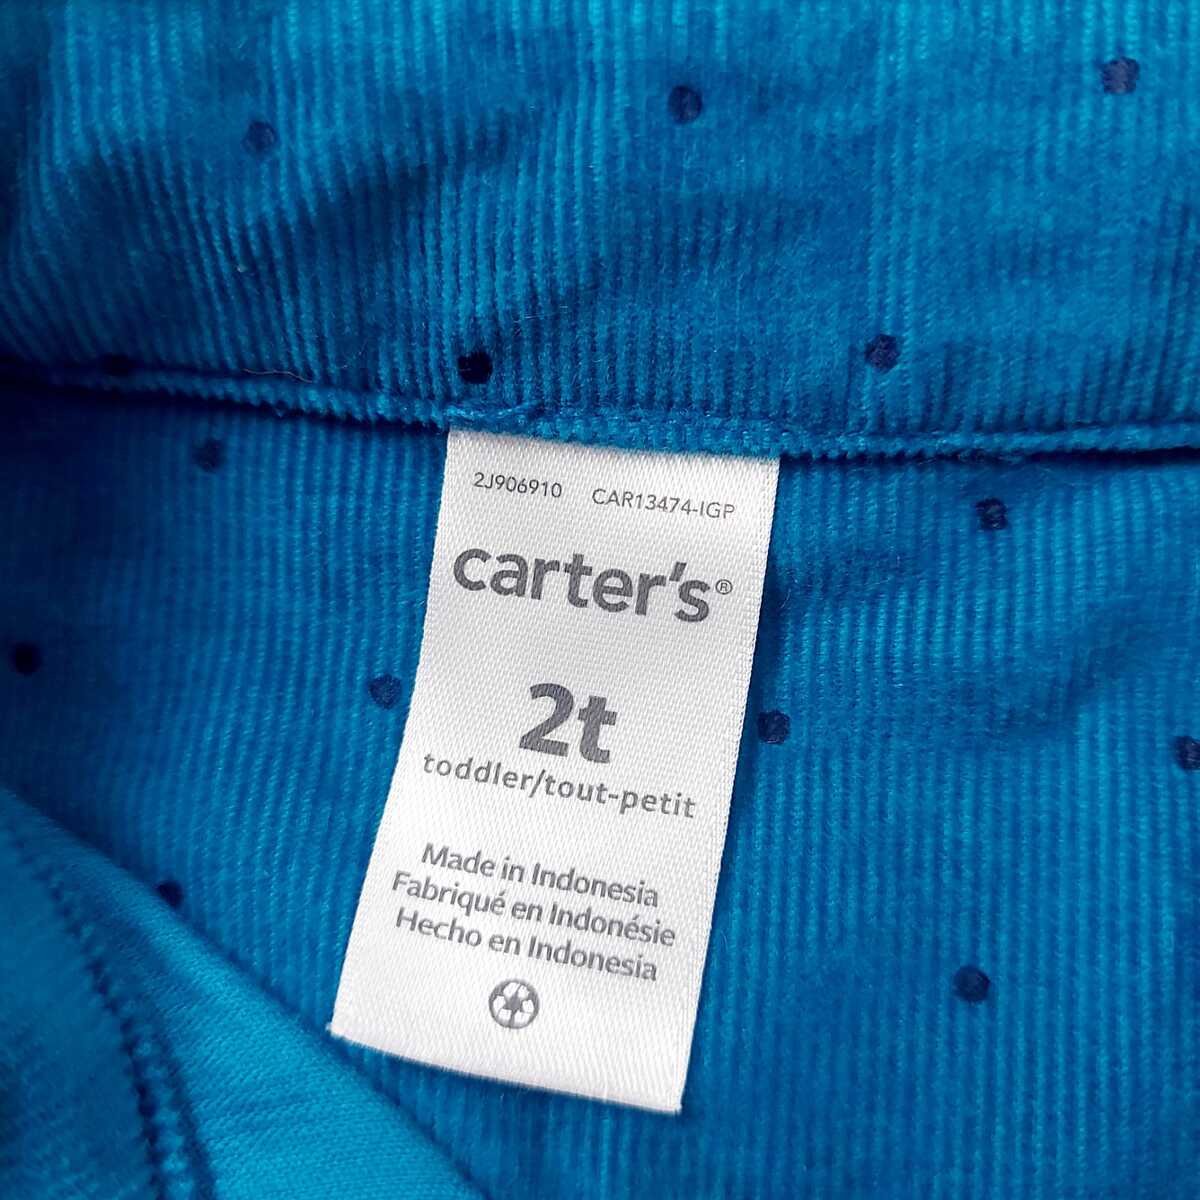 2J906910 CAR13474-IGP
carter's®
2t
toddler/tout-petit
Made in Indonesia
Fabriqué en Indonésie
Hecho en Indonesia